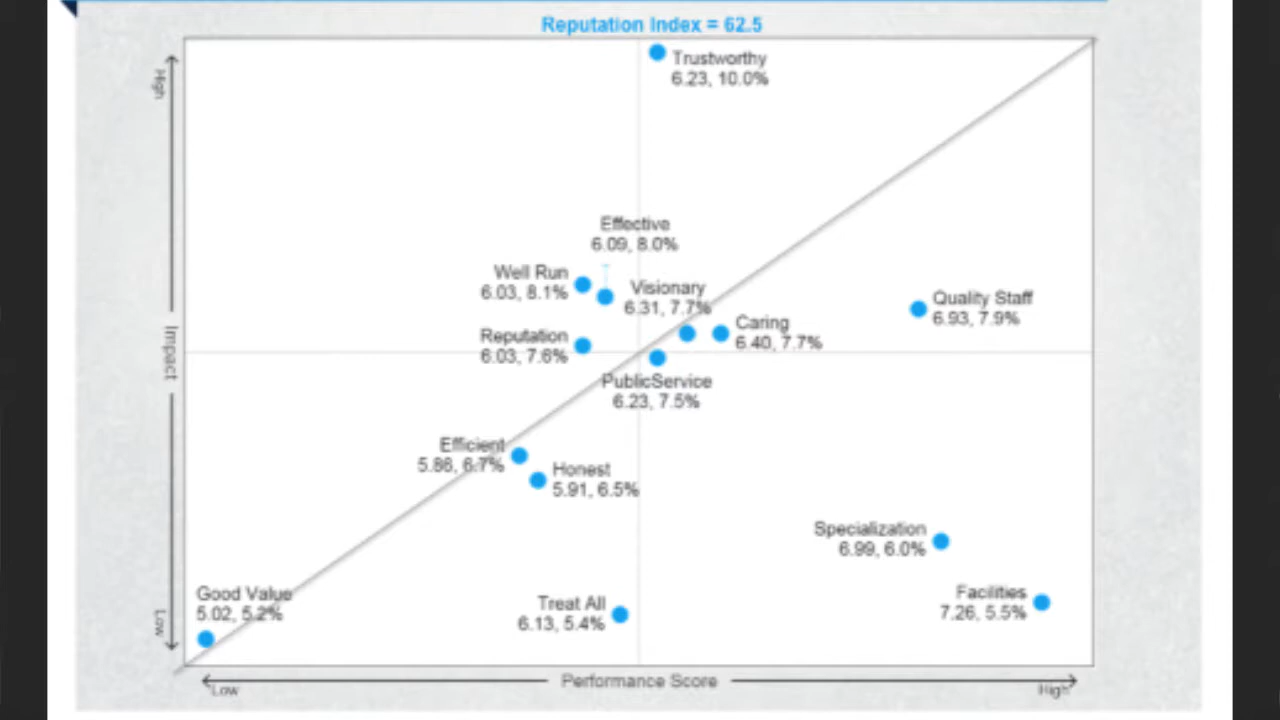 Reputation Index = 62.5
High
Trustworthy
6.23, 10.0%
Effective
6.09, 8.0%
Well Run
6.03, 8.1%
Visionary
6.31, 7.7%
Quality Staff
6.93, 7.9%
Caring
6.40, 7.7%
Reputation
6.03, 7.6%
Impact
PublicService
6.23, 7.5%
Efficient
5.86, 6.7%
Honest
5.91, 6.5%
Specialization
6.99, 6.0%
Good Value
5.02, 5.2%
Treat All
6.13, 5.4%
Facilities
7.26, 5.5%
Low
Low
Performance Score
High